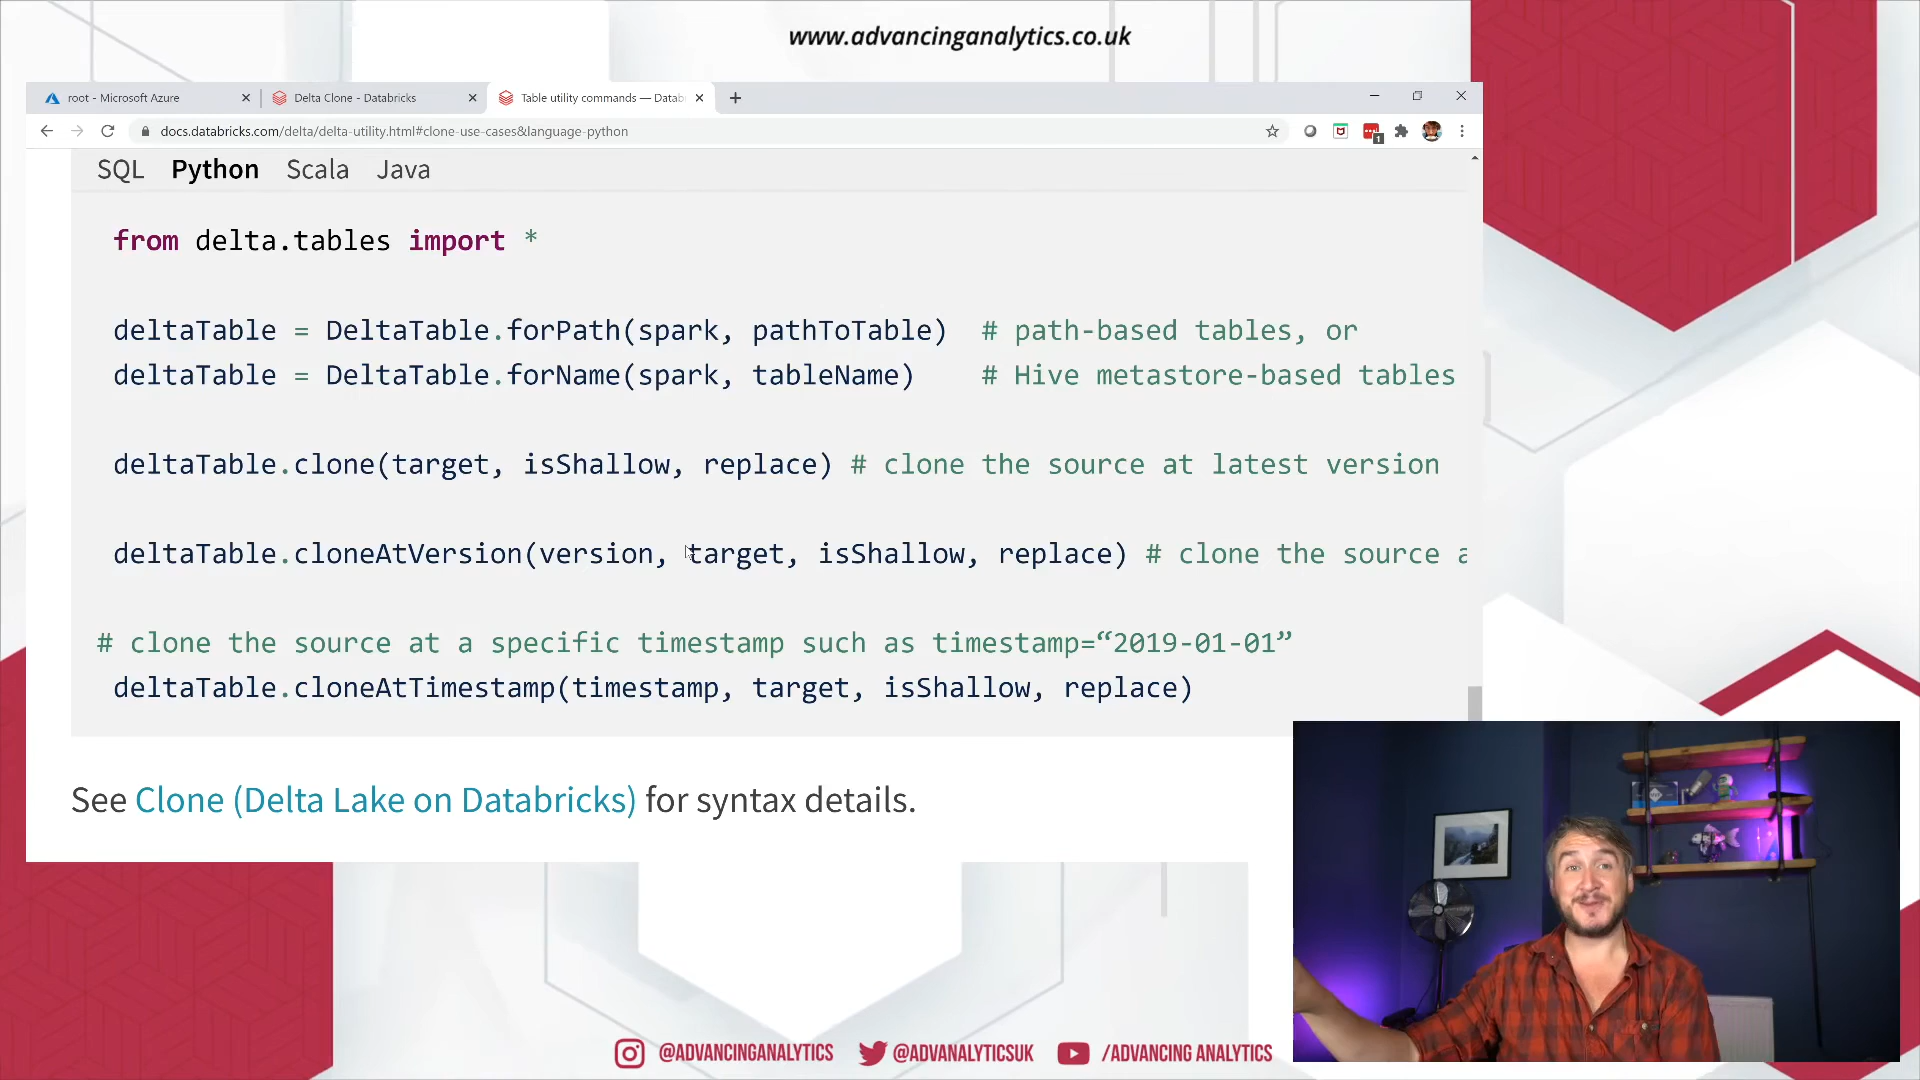 www.advancinganalytics.co.uk
root - Microsoft Azure
Delta Clone - Databricks
Table utility commands — Datab
docs.databricks.com/delta/delta-utility.html#clone-use-cases&language-python
1
SQL Python Scala Java
from delta.tables import *
deltaTable = DeltaTable.forPath(spark, pathToTable) # path-based tables, or
deltaTable = DeltaTable.forName(spark, tableName) # Hive metastore-based tables
deltaTable.clone(target, isShallow, replace) # clone the source at latest version
deltaTable.cloneAtVersion(version, target, isShallow, replace) # clone the source a
# clone the source at a specific timestamp such as timestamp=“2019-01-01”
deltaTable.cloneAtTimestamp(timestamp, target, isShallow, replace)
See Clone (Delta Lake on Databricks) for syntax details.
@ADVANCINGANALYTICS @ADVANALYTICSUK /ADVANCING ANALYTICS